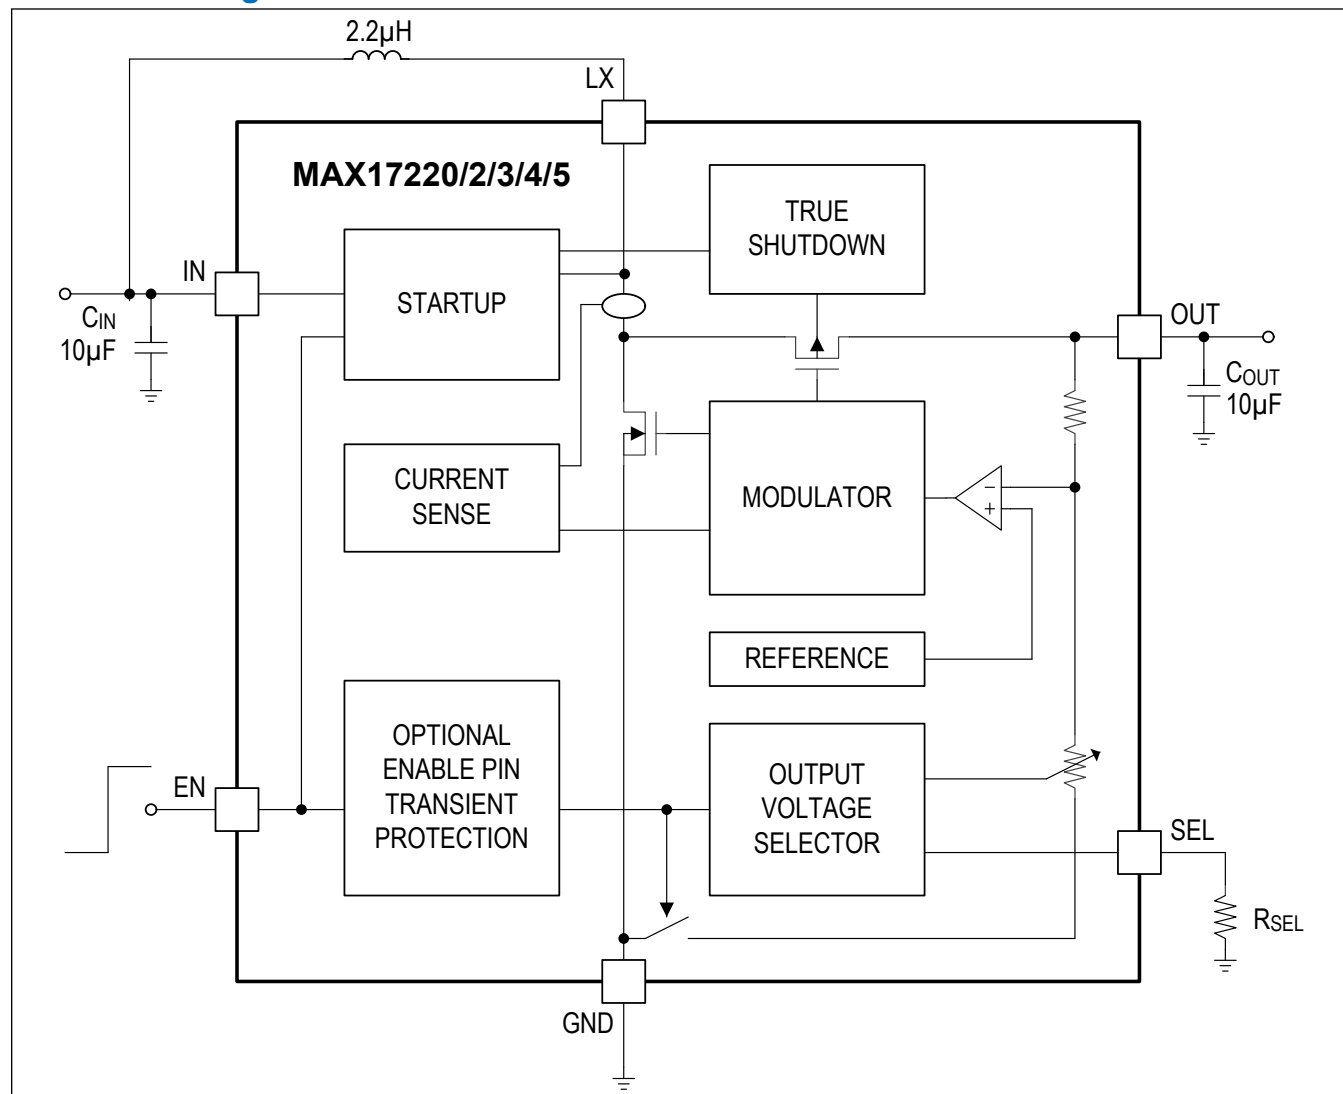 2.2µH
LX
MAX17220/2/3/4/5
TRUE
SHUTDOWN
IN
STARTUP
OUT
CIN
10µF
COUT
10µF
CURRENT
SENSE
MODULATOR
-
+
REFERENCE
OPTIONAL
ENABLE PIN
TRANSIENT
PROTECTION
OUTPUT
VOLTAGE
SELECTOR
EN
SEL
RSEL
GND